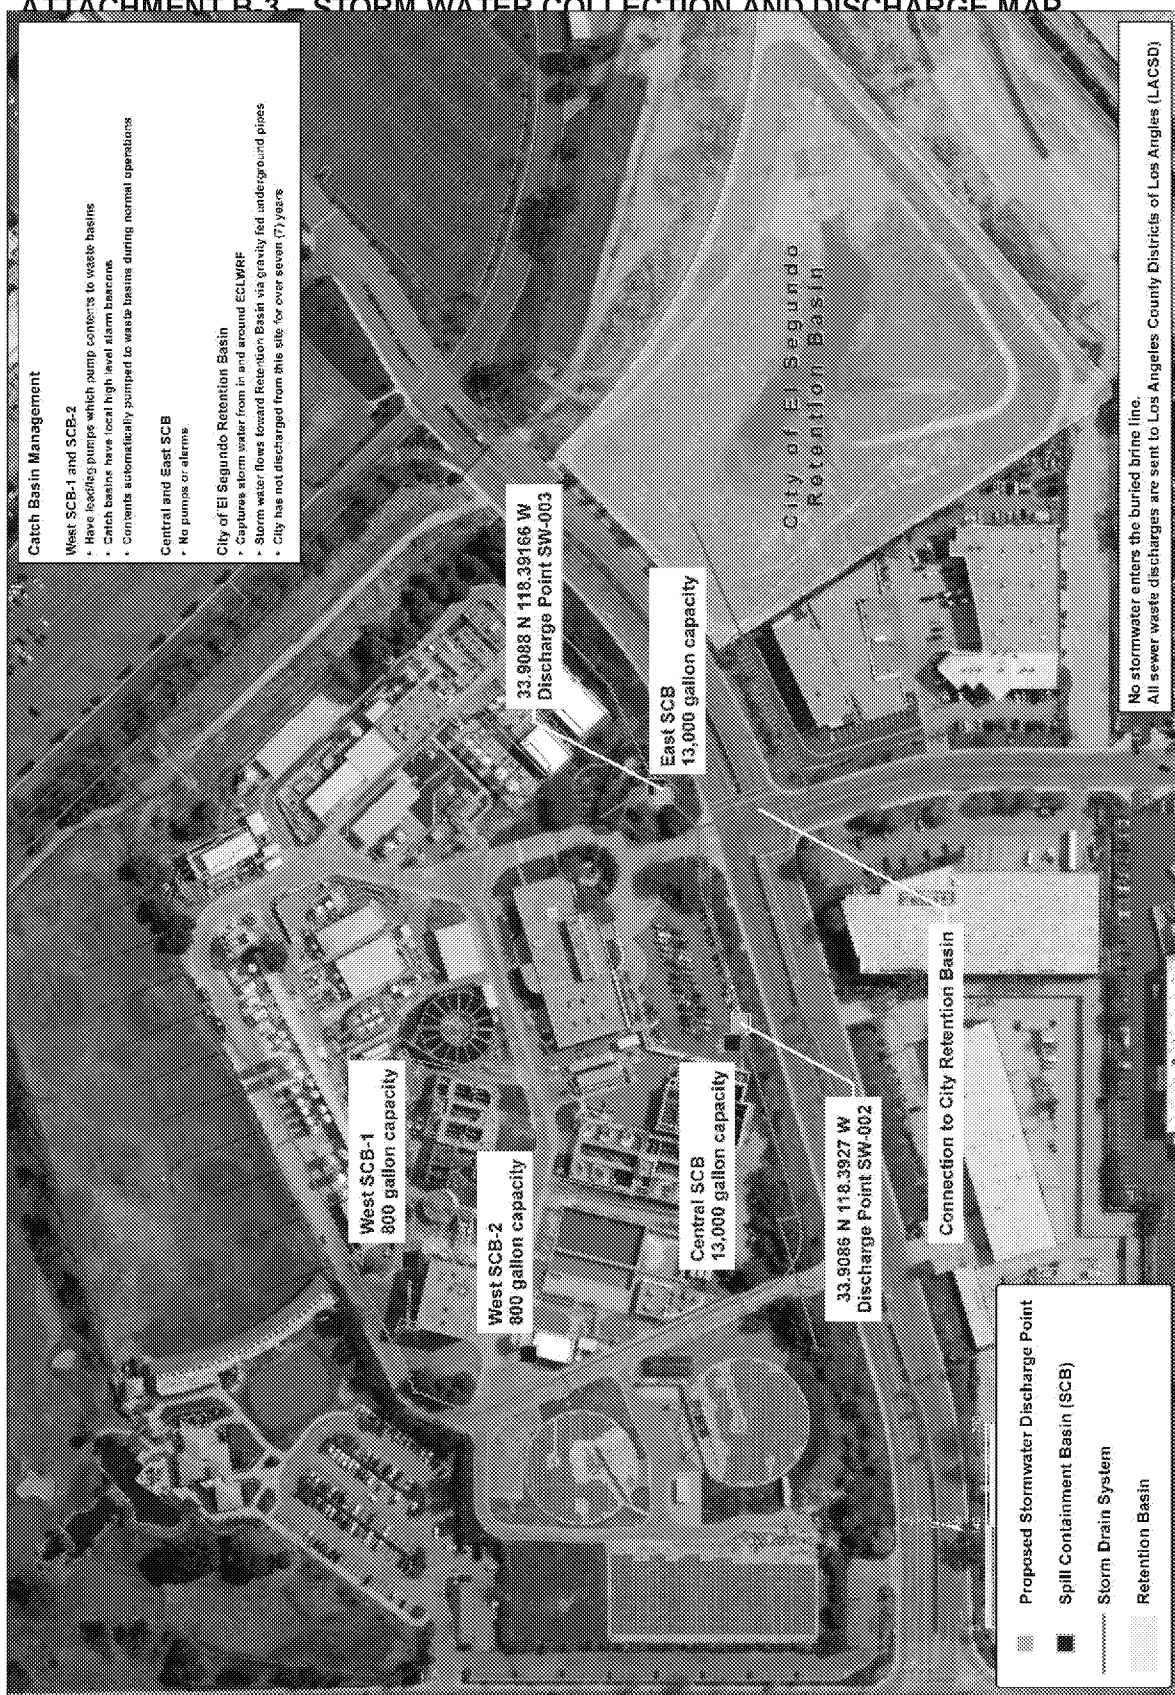 ATTACHMENT B-3 – STORM WATER COLLECTION AND DISCHARGE MAP
Catch Basin Management
West SCB-1 and SCB-2
• Have lead/lag pumps which pump contents to waste basins
• Catch basins have local high level alarm beacons
• Contents automatically pumped to waste basins during normal operations
Central and East SCB
• No pumps or alarms
City of El Segundo Retention Basin
• Captures storm water from in and around ECLWRF
• Storm water flows toward Retention Basin via gravity fed underground pipes
• City has not discharged from this site for over seven (7) years
West SCB-1
800 gallon capacity
West SCB-2
800 gallon capacity
33.9088 N 118.39166 W
Discharge Point SW-003
East SCB
13,000 gallon capacity
Central SCB
13,000 gallon capacity
City of El Segundo
Retention Basin
33.9086 N 118.3927 W
Discharge Point SW-002
Connection to City Retention Basin
Proposed Stormwater Discharge Point
Spill Containment Basin (SCB)
Storm Drain System
Retention Basin
No stormwater enters the buried brine line.
All sewer waste discharges are sent to Los Angeles County Districts of Los Angles (LACSD)